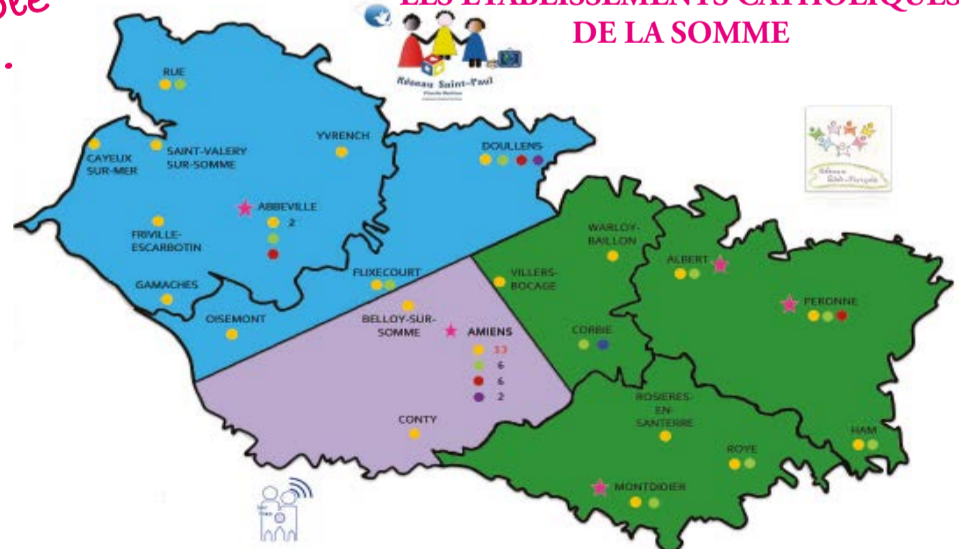 LES ÉTABLISSEMENTS CATHOLIQUES
DE LA SOMME
Réseau Saint-Paul
RUE
CAYEUX
SUR-MER
SAINT-VALERY
SUR-SOMME
YVRENCH
DOULLENS
ABBEVILLE
2
FRIVILLE-
ESCARBOTIN
GAMACHES
OISEMONT
FLIXECOURT
BELLOY-SUR-
SOMME
AMIENS
13
6
6
2
CONTY
VILLERS-
BOCAGE
WARLOY-
BAILLON
CORBIE
ALBERT
PERONNE
ROSIERES-
EN-
SANTERRE
ROYE
HAM
MONTDIDIER